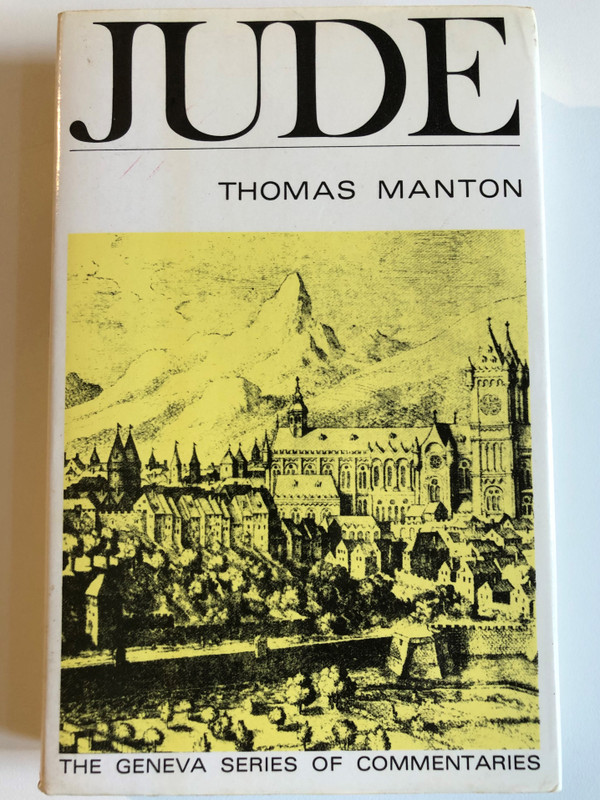 JUDE
THOMAS MANTON
THE GENEVA SERIES OF COMMENTARIES